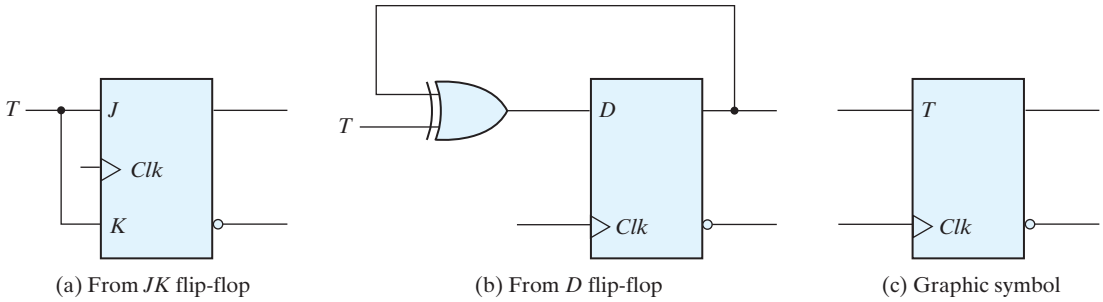 T
J
Clk
K
(a) From JK flip-flop
T
D
Clk
(b) From D flip-flop
T
Clk
(c) Graphic symbol